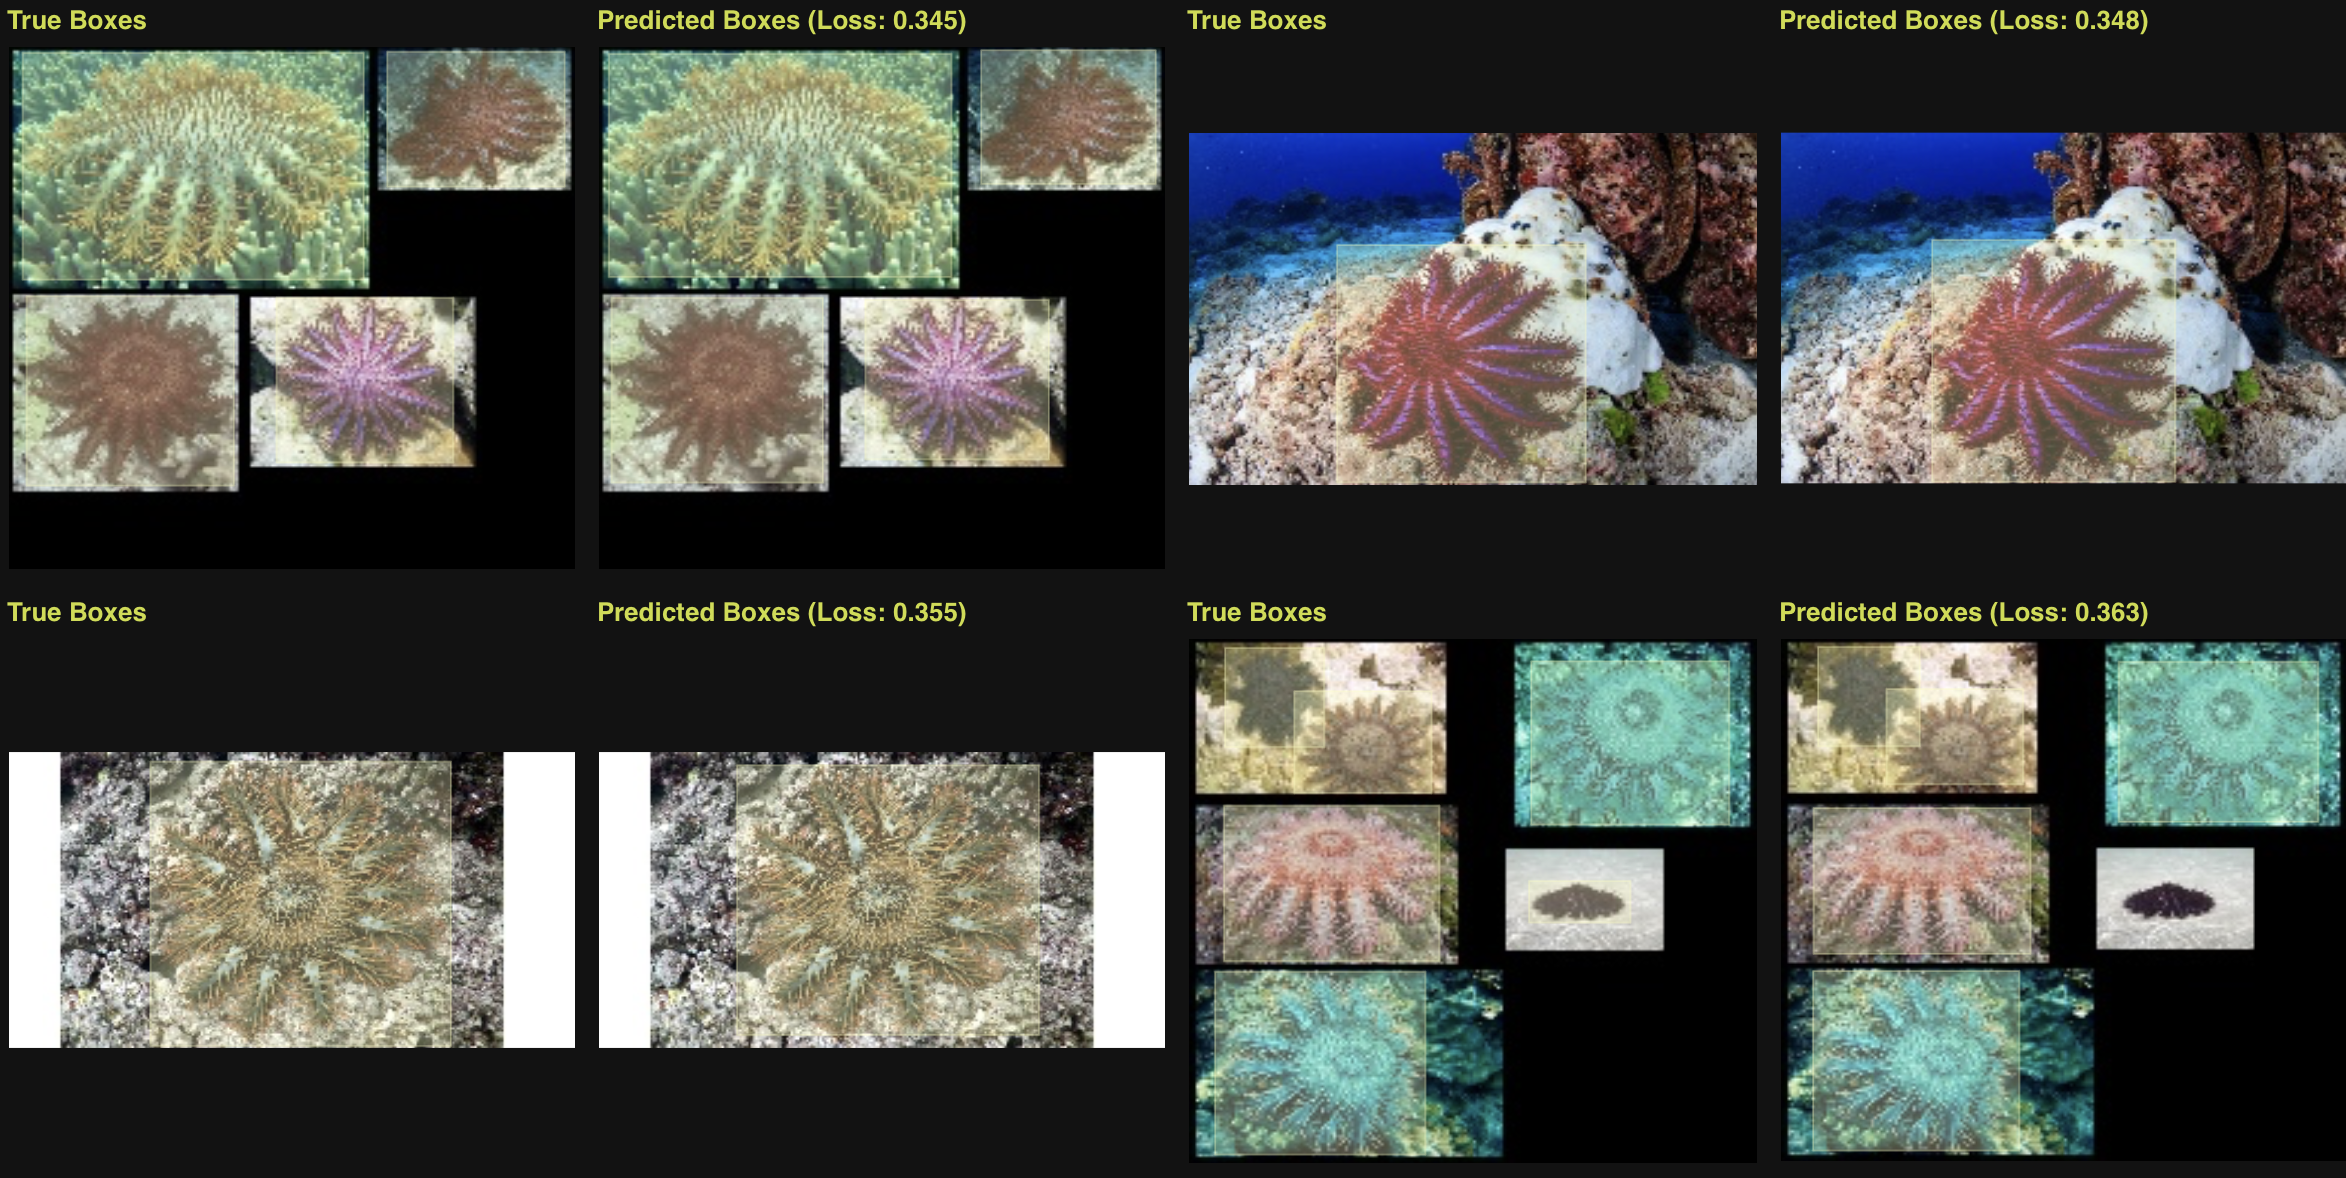 True Boxes
Predicted Boxes (Loss: 0.345)
True Boxes
Predicted Boxes (Loss: 0.348)
True Boxes
Predicted Boxes (Loss: 0.355)
True Boxes
Predicted Boxes (Loss: 0.363)